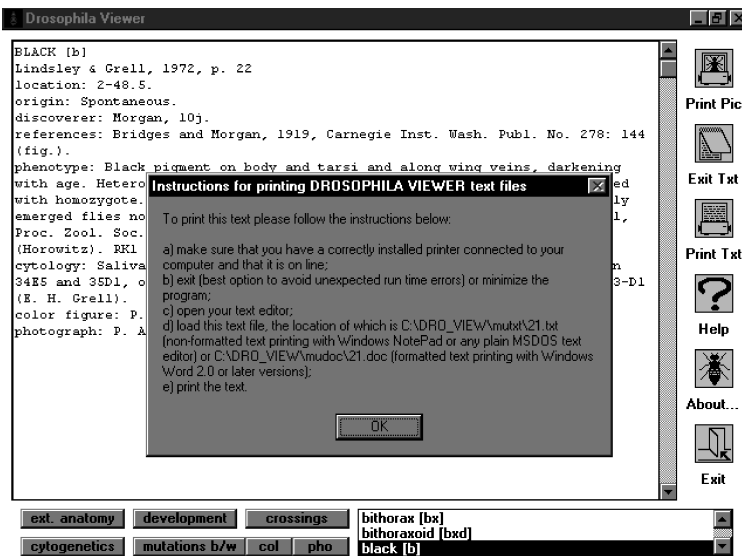 Drosophila Viewer
BLACK [b]
Lindsley & Grell, 1972, p. 22
location: 2-48.5.
origin: Spontaneous.
discoverer: Morgan, 10j.
references: Bridges and Morgan, 1919, Carnegie Inst. Wash. Publ. No. 278: 144
(fig.).
phenotype: Black pigment on body and tarsi and along wing veins, darkening
with age. Hetero ed
with homozygote. ly
emerged flies no l,
Proc. Zool. Soc.
(Horowitz). RK1
cytology: Saliva n
34E5 and 35D1, o 3-D1
(E. H. Grell).
color figure: P.
photograph: P. A
Instructions for printing DROSOPHILA VIEWER text files
To print this text please follow the instructions below:
a) make sure that you have a correctly installed printer connected to your
computer and that it is on line;
b) exit (best option to avoid unexpected run time errors) or minimize the
program;
c) open your text editor;
d) load this text file, the location of which is C:\DRO_VIEW\mutxt\21.txt
(non-formatted text printing with Windows NotePad or any plain MSDOS text
editor) or C:\DRO_VIEW\mudoc\21.doc (formatted text printing with Windows
Word 2.0 or later versions);
e) print the text.
OK
Print Pic
Exit Txt
Print Txt
Help
About...
Exit
ext. anatomy development crossings
cytogenetics mutations b/w col pho
bithorax [bx]
bithoraxoid [bxd]
black [b]